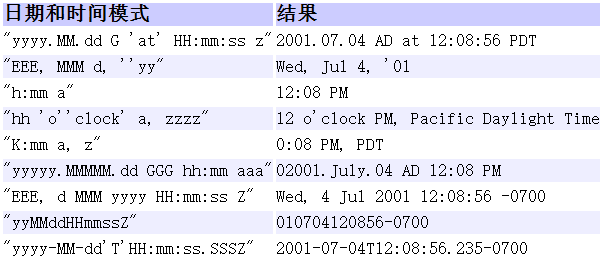 日期和时间模式 结果
"yyyy.MM.dd G 'at' HH:mm:ss z" 2001.07.04 AD at 12:08:56 PDT
"EEE, MMM d, ''yy" Wed, Jul 4, '01
"h:mm a" 12:08 PM
"hh 'o''clock' a, zzzz" 12 o'clock PM, Pacific Daylight Time
"K:mm a, z" 0:08 PM, PDT
"yyyyy.MMMMM.dd GGG hh:mm aaa" 02001.July.04 AD 12:08 PM
"EEE, d MMM yyyy HH:mm:ss Z" Wed, 4 Jul 2001 12:08:56 -0700
"yyMMddHHmmssZ" 010704120856-0700
"yyyy-MM-dd'T'HH:mm:ss.SSSZ" 2001-07-04T12:08:56.235-0700